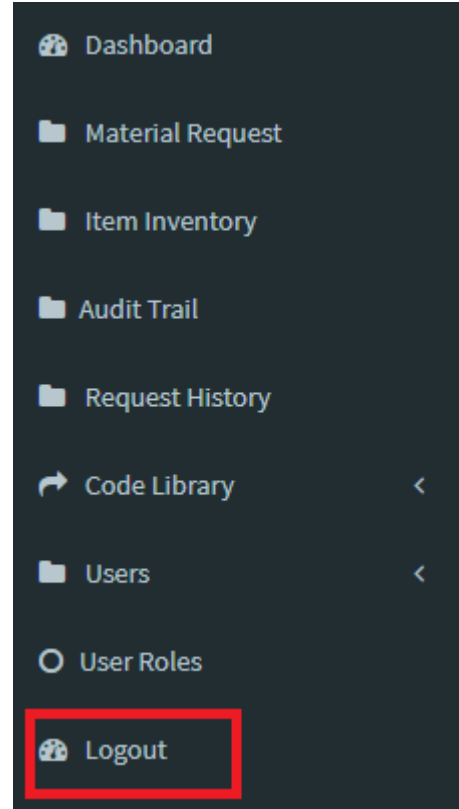 Dashboard
Material Request
Item Inventory
Audit Trail
Request History
Code Library
Users
User Roles
Logout